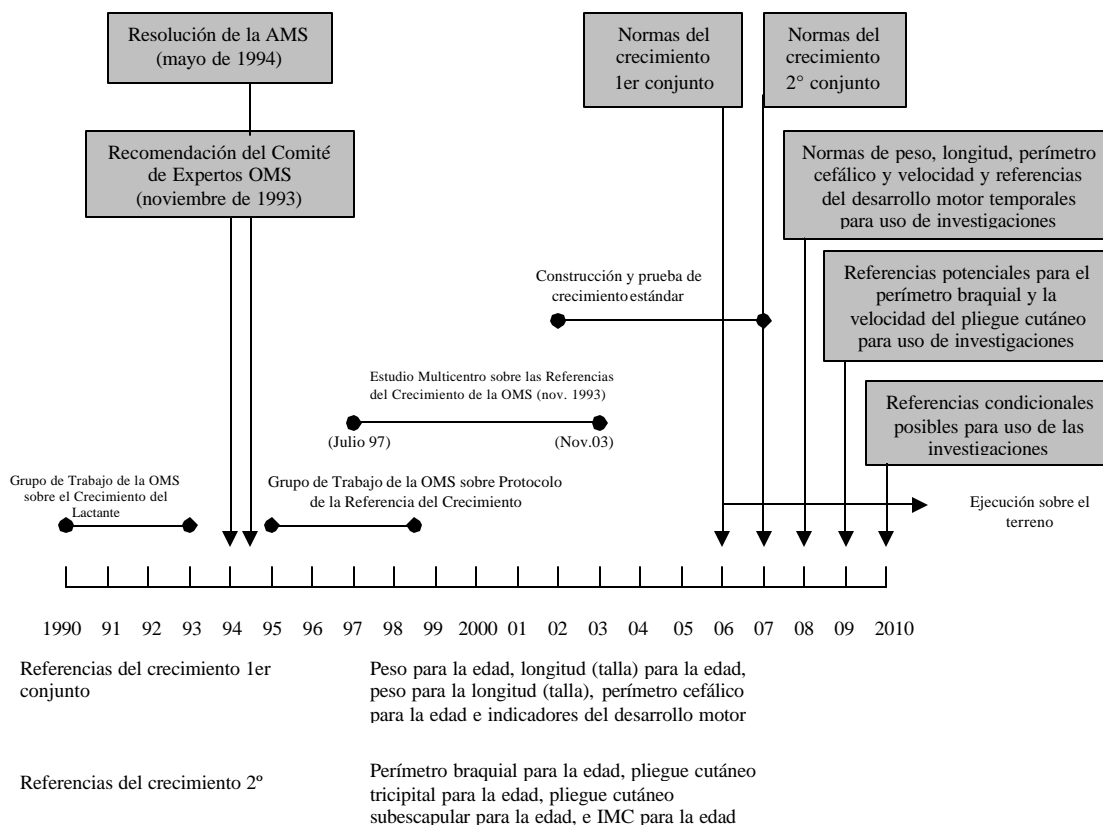 Resolución de la AMS
(mayo de 1994)
Normas del
crecimiento
1er conjunto
Normas del
crecimiento
2° conjunto
Recomendación del Comité
de Expertos OMS
(noviembre de 1993)
Normas de peso, longitud, perímetro
cefálico y velocidad y referencias
del desarrollo motor temporales
para uso de investigaciones
Construcción y prueba de
crecimiento estándar
Referencias potenciales para el
perímetro braquial y la
velocidad del pliegue cutáneo
para uso de investigaciones
Estudio Multicentro sobre las Referencias
del Crecimiento de la OMS (nov. 1993)
(Julio 97)
(Nov.03)
Referencias condicionales
posibles para uso de las
investigaciones
Grupo de Trabajo de la OMS
sobre el Crecimiento del
Lactante
Grupo de Trabajo de la OMS sobre Protocolo
de la Referencia del Crecimiento
Ejecución sobre el
terreno
1990 91 92 93 94 95 96 97 98 99 2000 01 02 03 04 05 06 07 08 09 2010
Referencias del crecimiento 1er
conjunto
Peso para la edad, longitud (talla) para la edad,
peso para la longitud (talla), perímetro cefálico
para la edad e indicadores del desarrollo motor
Referencias del crecimiento 2º
Perímetro braquial para la edad, pliegue cutáneo
tricipital para la edad, pliegue cutáneo
subescapular para la edad, e IMC para la edad